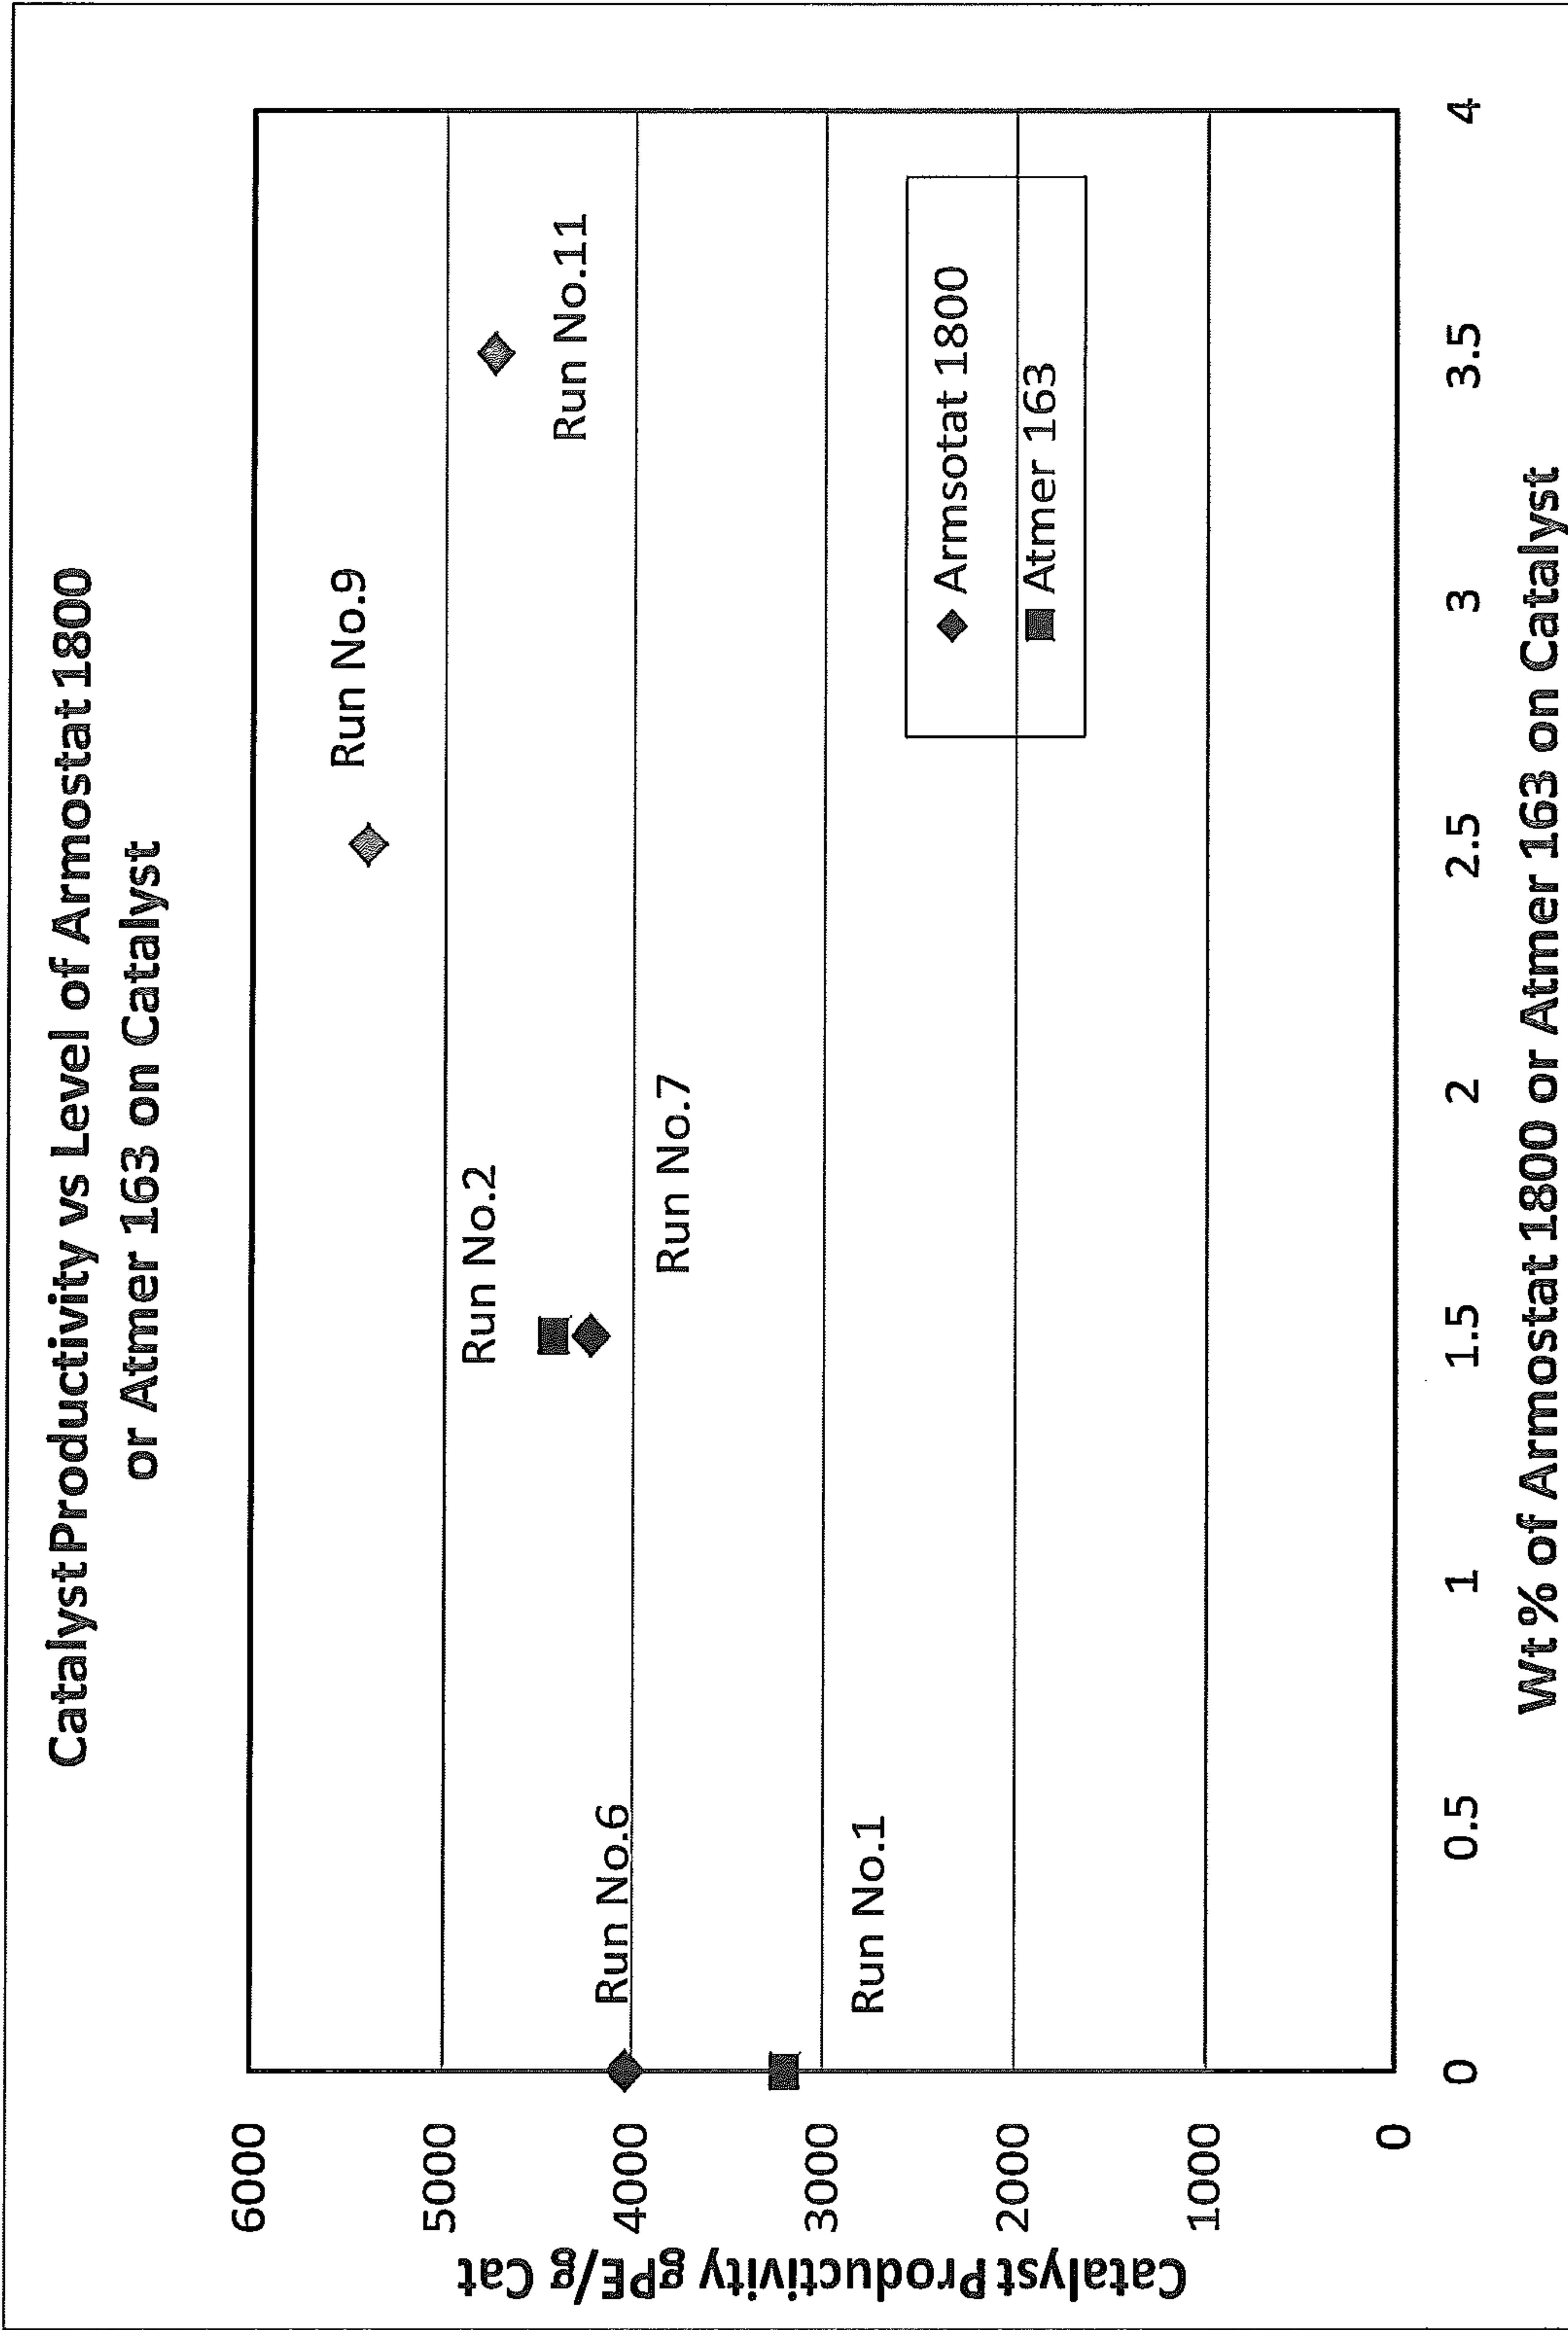 Catalyst Productivity vs Level of Armostat 1800
or Atmer 163 on Catalyst
Catalyst Productivity gPE/g Cat
6000
5000
4000
3000
2000
1000
0
Run No.9
Run No.11
Run No.2
Run No.7
Run No.6
Run No.1
Armsotat 1800
Atmer 163
0 0.5 1 1.5 2 2.5 3 3.5 4
Wt % of Armostat 1800 or Atmer 163 on Catalyst